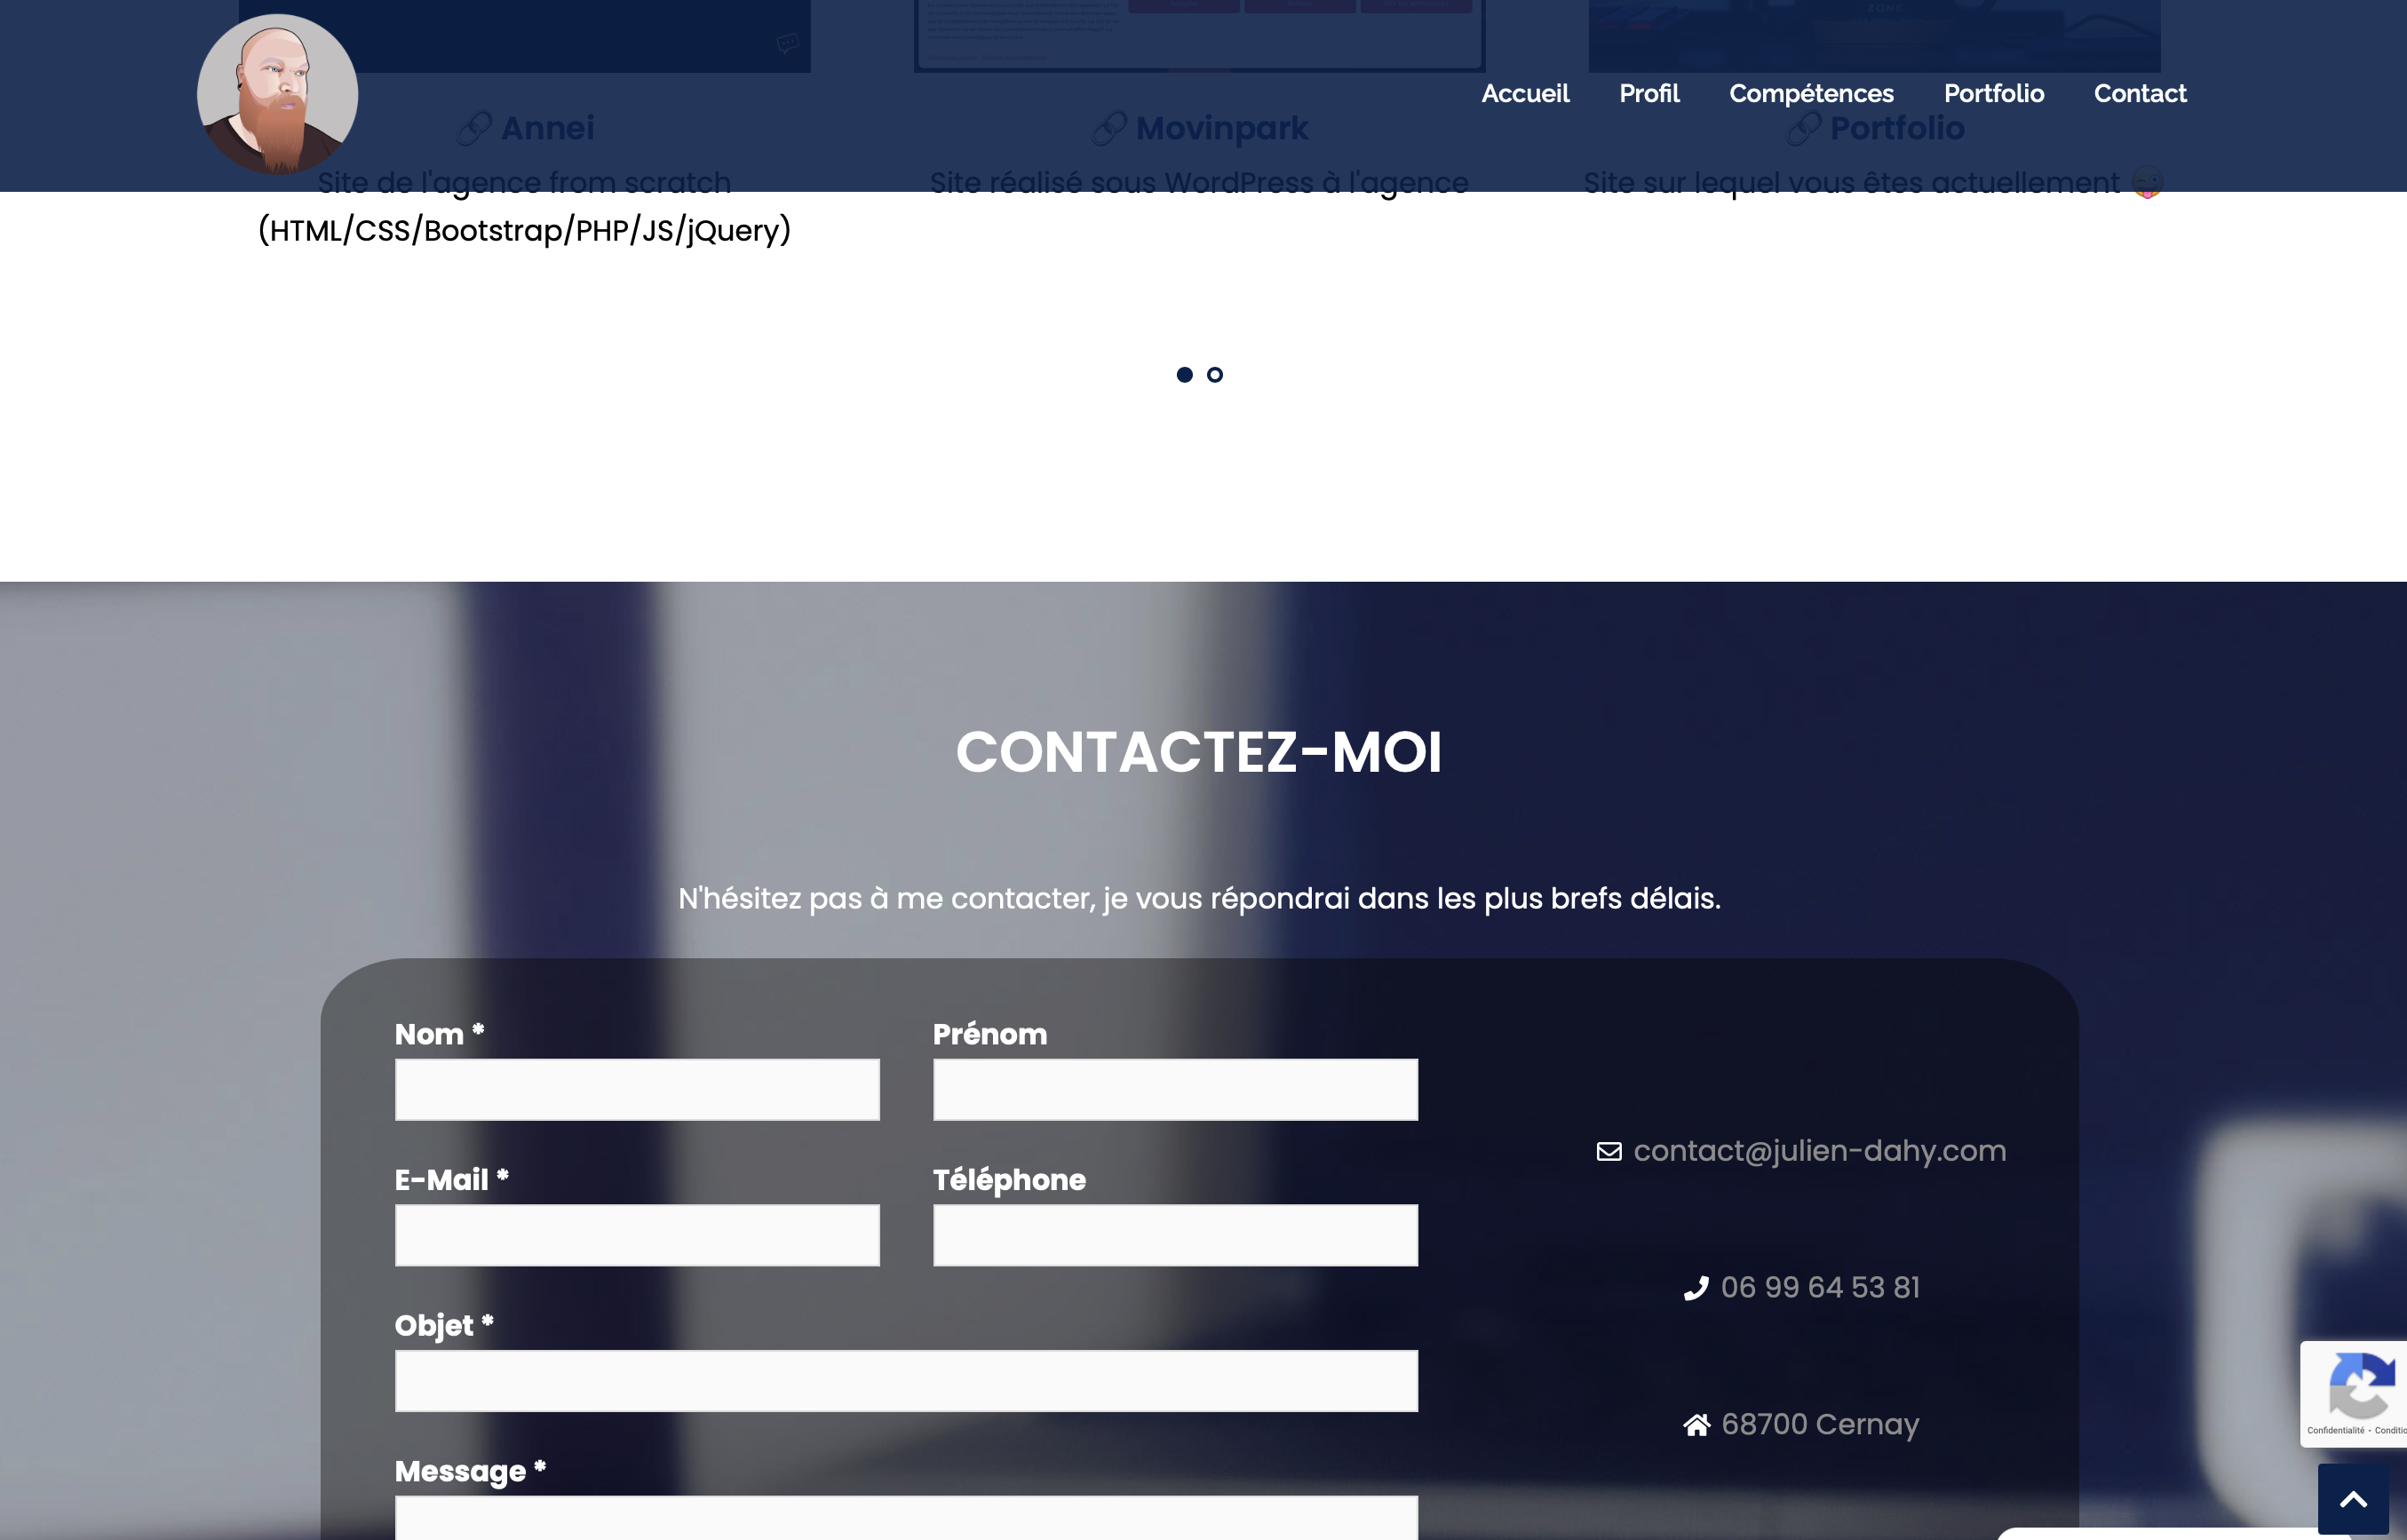 ZONE
Accueil Profil Compétences Portfolio Contact
Annei
Site de l'agence from scratch
(HTML/CSS/Bootstrap/PHP/JS/jQuery)
Movinpark
Site réalisé sous WordPress à l'agence
Portfolio
Site sur lequel vous êtes actuellement 😜
CONTACTEZ-MOI
N'hésitez pas à me contacter, je vous répondrai dans les plus brefs délais.
Nom *
Prénom
E-Mail *
Téléphone
Objet *
Message *
contact@julien-dahy.com
06 99 64 53 81
68700 Cernay
Confidentialité - Conditio